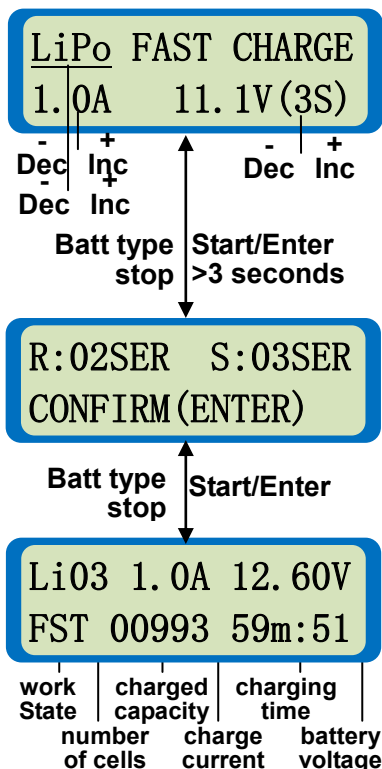 LiPo FAST CHARGE
1.0A 11.1V(3S)
- + - +
Dec Inc Dec Inc
- +
Dec Inc
Batt type Start/Enter
stop >3 seconds
R:02SER S:03SER
CONFIRM(ENTER)
Batt type Start/Enter
stop
Li03 1.0A 12.60V
FST 00993 59m:51
work charged charging
State capacity time
number charge battery
of cells current voltage